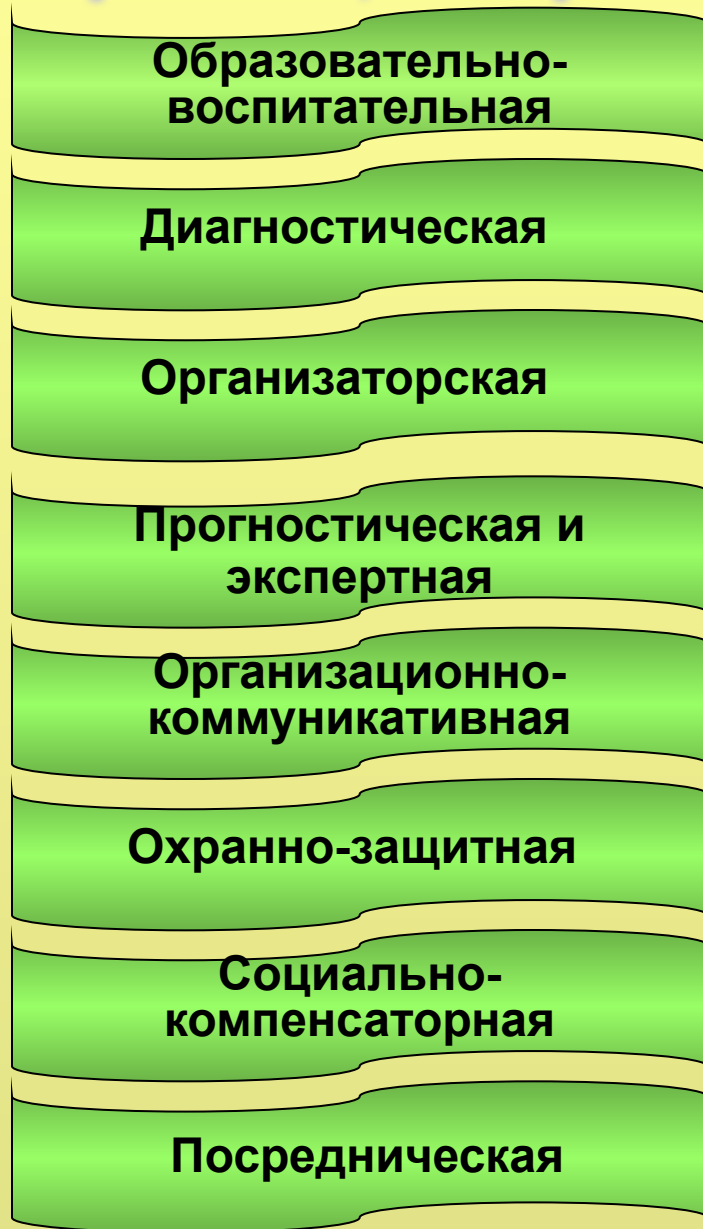 Образовательно-
воспитательная
Диагностическая
Организаторская
Прогностическая и
экспертная
Организационно-
коммуникативная
Охранно-защитная
Социально-
компенсаторная
Посредническая